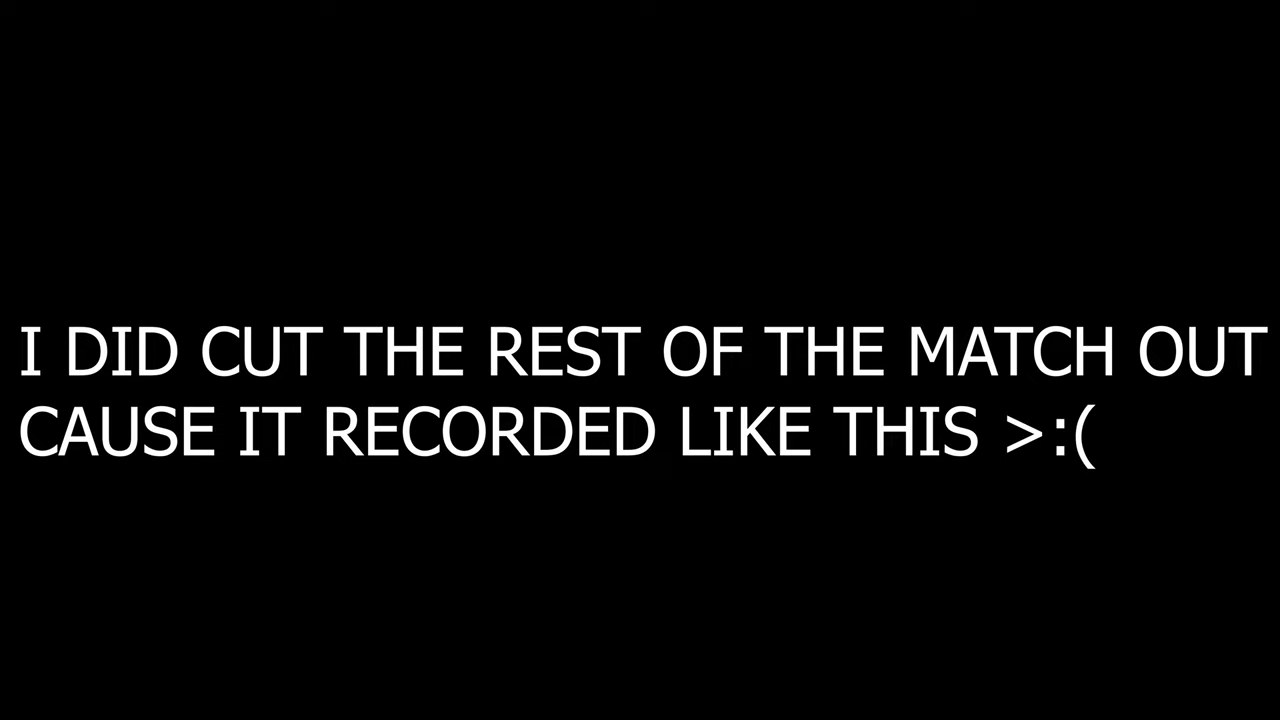 I DID CUT THE REST OF THE MATCH OUT
CAUSE IT RECORDED LIKE THIS >:(